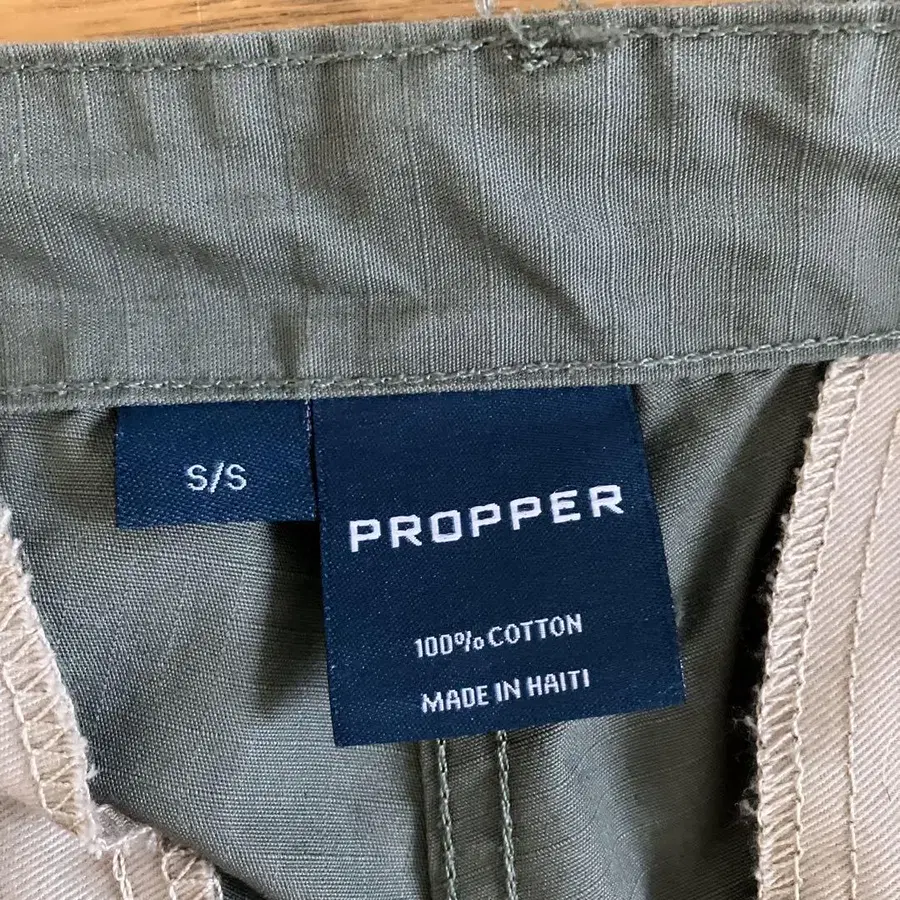 S/S
PROPPER
100% COTTON
MADE IN HAITI